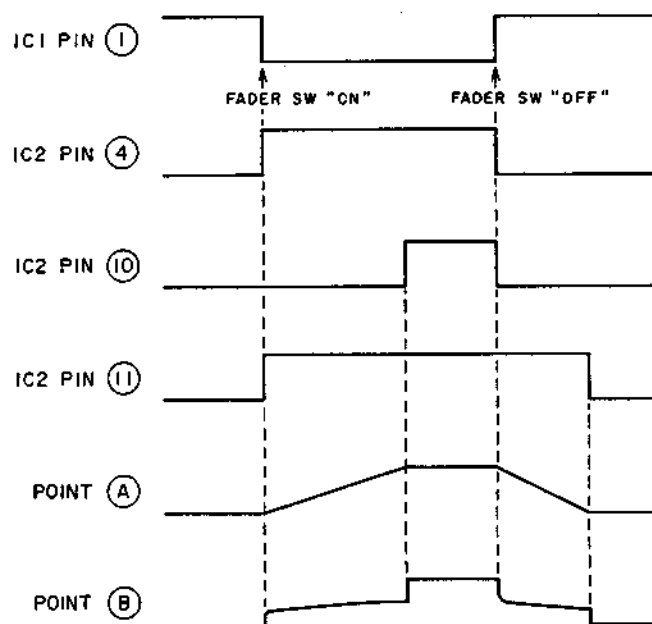 IC1 PIN 1
FADER SW "ON" FADER SW "OFF"
IC2 PIN 4
IC2 PIN 10
IC2 PIN 11
POINT A
POINT B